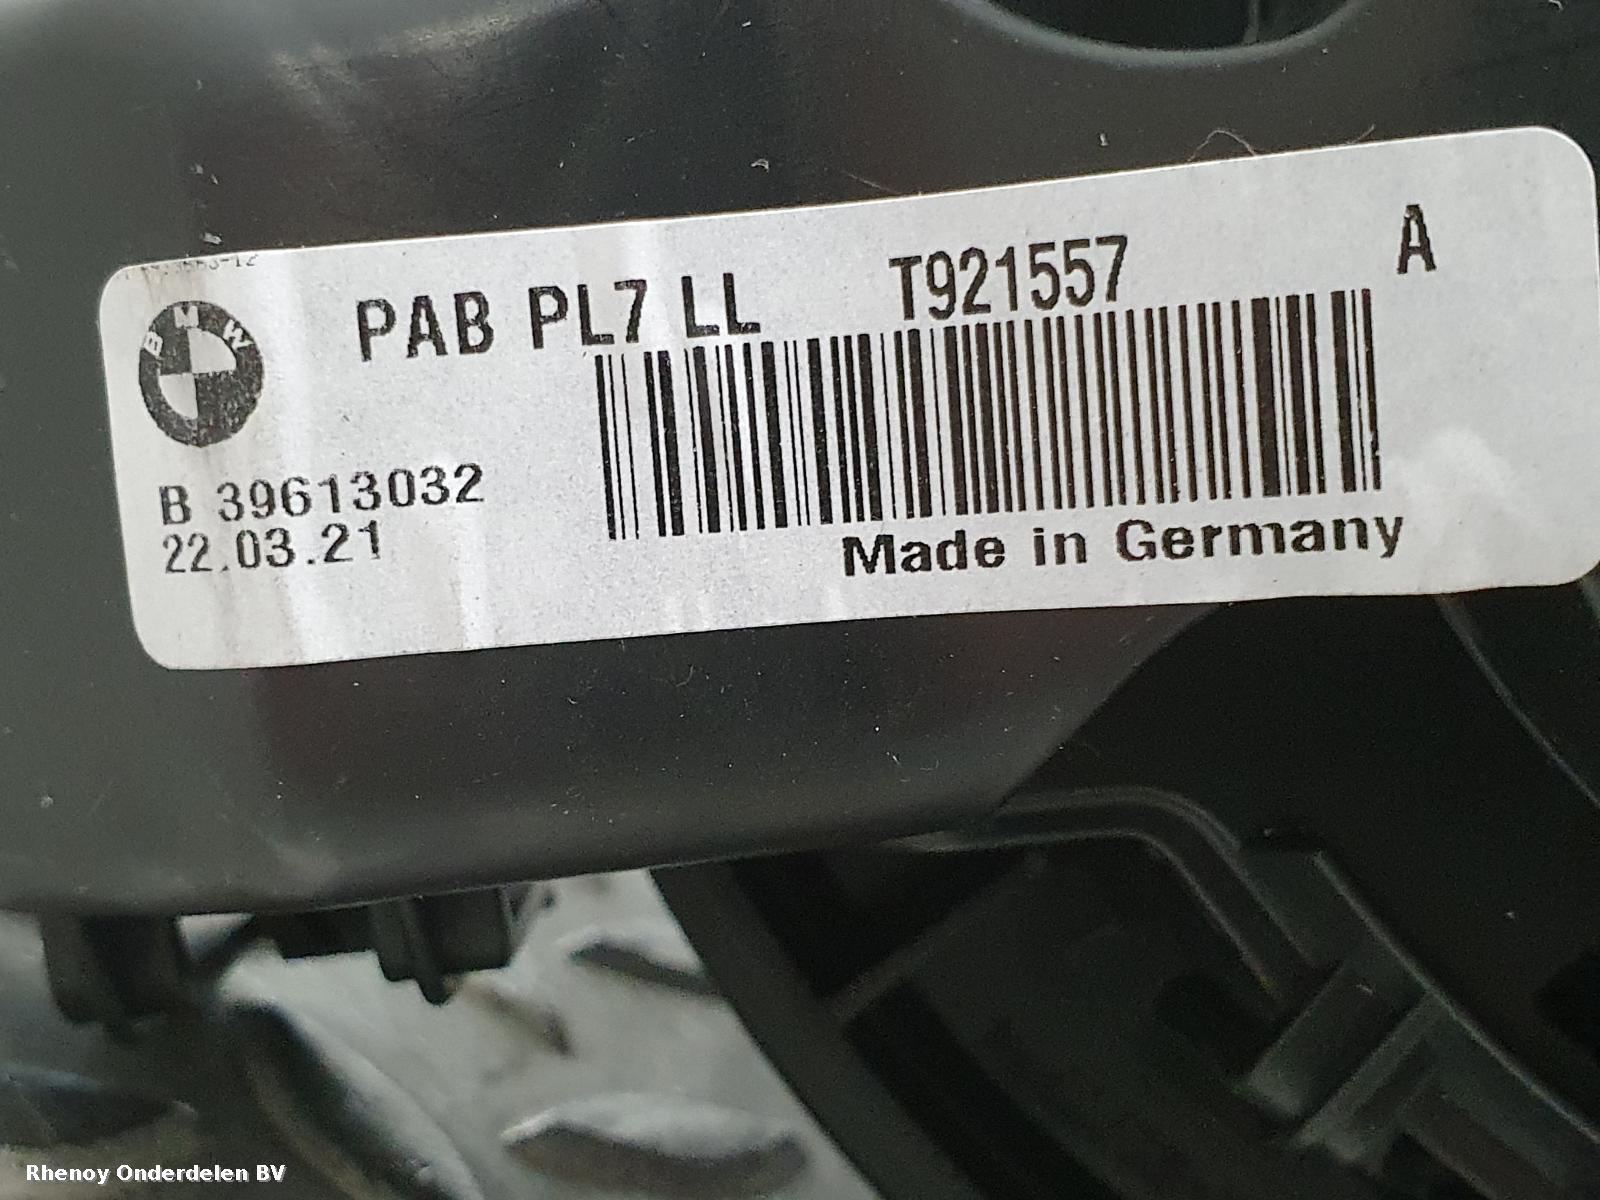 BMW
PAB PL7 LL T921557 A
B 39613032
22.03.21
Made in Germany
Rhenoy Onderdelen BV